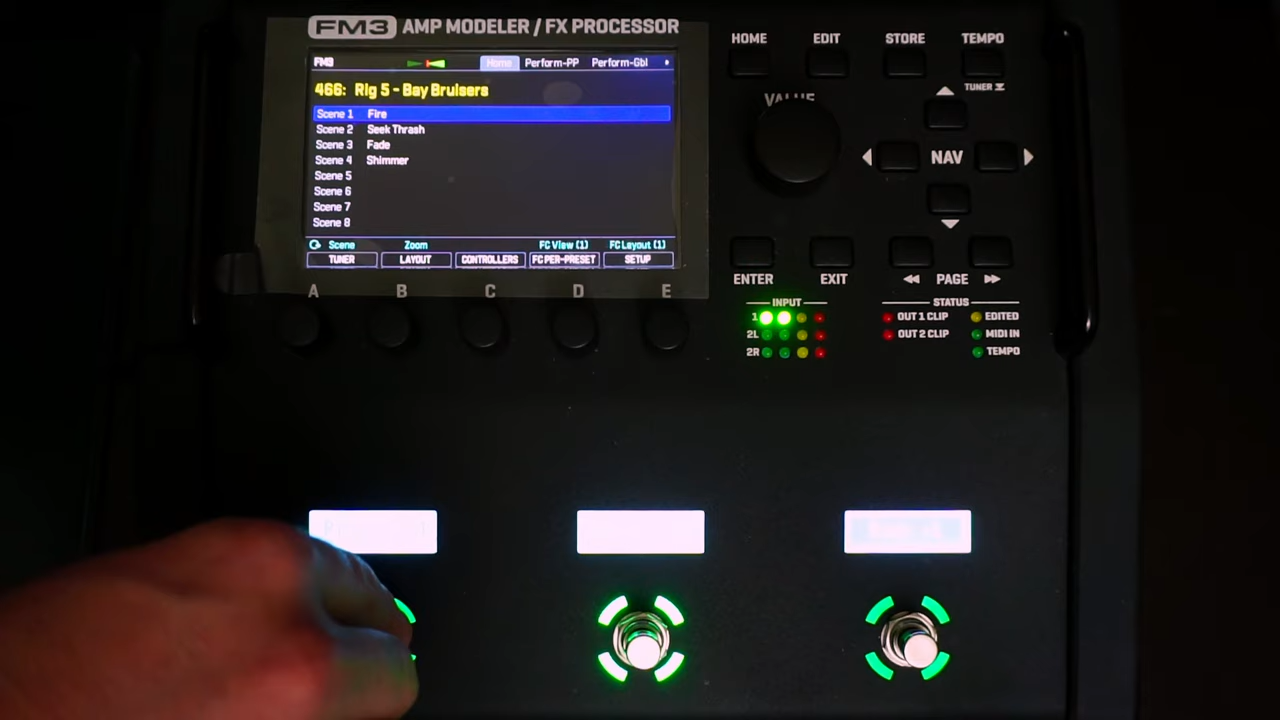 FM3 AMP MODELER / FX PROCESSOR
FM3 Home Perform-PP Perform-Gbl
466: Rig 5 - Bay Bruisers
Scene 1 Fire
Scene 2 Seek Thrash
Scene 3 Fade
Scene 4 Shimmer
Scene 5
Scene 6
Scene 7
Scene 8
Scene Zoom FC View (1) FC Layout (1)
TUNER LAYOUT CONTROLLERS FC PER-PRESET SETUP
A B C D E
HOME EDIT STORE TEMPO
TUNER
VALUE
NAV
ENTER EXIT PAGE
INPUT
1
2L
2R
STATUS
OUT 1 CLIP EDITED
OUT 2 CLIP MIDI IN
TEMPO